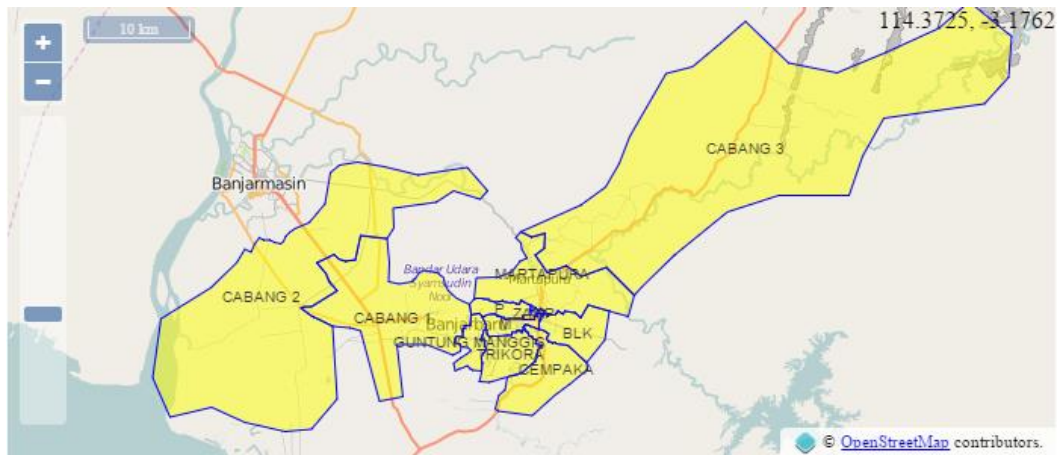 +
10 km
114.3725, -3.1762
−
CABANG 3
Banjarmasin
Bandar Udara
Syamsudin
Noor
MARTAPURA
Martapura
CABANG 2
CABANG 1
Banjarbaru
BLK
GUNTUNG MANGGIS
TRIKORA
CEMPAKA
© OpenStreetMap contributors.